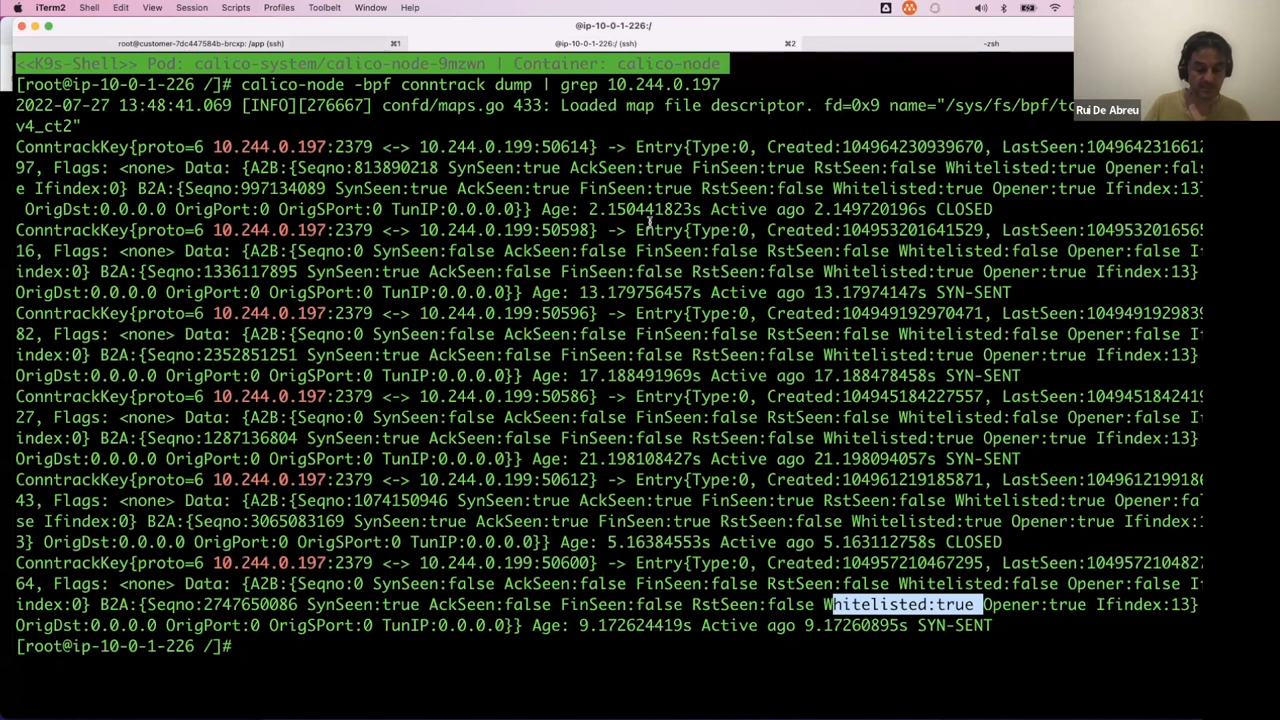 iTerm2 Shell Edit View Session Scripts Profiles Toolbelt Window Help
@ip-10-0-1-226:/
root@customer-7dc447584b-brcxp: /app (ssh) ⌘1 @ip-10-0-1-226:/ (ssh) ⌘2 -zsh
<<K9s-Shell>> Pod: calico-system/calico-node-9mzwn | Container: calico-node
[root@ip-10-0-1-226 /]# calico-node -bpf conntrack dump | grep 10.244.0.197
Rui De Abreu
2022-07-27 13:48:41.069 [INFO][276667] confd/maps.go 433: Loaded map file descriptor. fd=0x9 name="/sys/fs/bpf/tc
v4_ct2"
ConntrackKey{proto=6 10.244.0.197:2379 <-> 10.244.0.199:50614} -> Entry{Type:0, Created:104964230939670, LastSeen:1049642316612
97, Flags: <none> Data: {A2B:{Seqno:813890218 SynSeen:true AckSeen:true FinSeen:true RstSeen:false Whitelisted:true Opener:fals
e Ifindex:0} B2A:{Seqno:997134089 SynSeen:true AckSeen:true FinSeen:true RstSeen:false Whitelisted:true Opener:true Ifindex:13}
OrigDst:0.0.0.0 OrigPort:0 OrigSPort:0 TunIP:0.0.0.0}} Age: 2.150441823s Active ago 2.149720196s CLOSED
ConntrackKey{proto=6 10.244.0.197:2379 <-> 10.244.0.199:50598} -> Entry{Type:0, Created:104953201641529, LastSeen:1049532016565
16, Flags: <none> Data: {A2B:{Seqno:0 SynSeen:false AckSeen:false FinSeen:false RstSeen:false Whitelisted:false Opener:false If
index:0} B2A:{Seqno:1336117895 SynSeen:true AckSeen:false FinSeen:false RstSeen:false Whitelisted:true Opener:true Ifindex:13}
OrigDst:0.0.0.0 OrigPort:0 OrigSPort:0 TunIP:0.0.0.0}} Age: 13.179756457s Active ago 13.17974147s SYN-SENT
ConntrackKey{proto=6 10.244.0.197:2379 <-> 10.244.0.199:50596} -> Entry{Type:0, Created:104949192970471, LastSeen:1049491929839
82, Flags: <none> Data: {A2B:{Seqno:0 SynSeen:false AckSeen:false FinSeen:false RstSeen:false Whitelisted:false Opener:false If
index:0} B2A:{Seqno:2352851251 SynSeen:true AckSeen:false FinSeen:false RstSeen:false Whitelisted:true Opener:true Ifindex:13}
OrigDst:0.0.0.0 OrigPort:0 OrigSPort:0 TunIP:0.0.0.0}} Age: 17.188491969s Active ago 17.188478458s SYN-SENT
ConntrackKey{proto=6 10.244.0.197:2379 <-> 10.244.0.199:50586} -> Entry{Type:0, Created:104945184227557, LastSeen:1049451842419
27, Flags: <none> Data: {A2B:{Seqno:0 SynSeen:false AckSeen:false FinSeen:false RstSeen:false Whitelisted:false Opener:false If
index:0} B2A:{Seqno:1287136804 SynSeen:true AckSeen:false FinSeen:false RstSeen:false Whitelisted:true Opener:true Ifindex:13}
OrigDst:0.0.0.0 OrigPort:0 OrigSPort:0 TunIP:0.0.0.0}} Age: 21.198108427s Active ago 21.198094057s SYN-SENT
ConntrackKey{proto=6 10.244.0.197:2379 <-> 10.244.0.199:50612} -> Entry{Type:0, Created:104961219185871, LastSeen:1049612199186
43, Flags: <none> Data: {A2B:{Seqno:1074150946 SynSeen:true AckSeen:true FinSeen:true RstSeen:false Whitelisted:true Opener:fal
se Ifindex:0} B2A:{Seqno:3065083169 SynSeen:true AckSeen:true FinSeen:true RstSeen:false Whitelisted:true Opener:true Ifindex:1
3} OrigDst:0.0.0.0 OrigPort:0 OrigSPort:0 TunIP:0.0.0.0}} Age: 5.16384553s Active ago 5.163112758s CLOSED
ConntrackKey{proto=6 10.244.0.197:2379 <-> 10.244.0.199:50600} -> Entry{Type:0, Created:104957210467295, LastSeen:1049572104827
64, Flags: <none> Data: {A2B:{Seqno:0 SynSeen:false AckSeen:false FinSeen:false RstSeen:false Whitelisted:false Opener:false If
index:0} B2A:{Seqno:2747650086 SynSeen:true AckSeen:false FinSeen:false RstSeen:false Whitelisted:true Opener:true Ifindex:13}
OrigDst:0.0.0.0 OrigPort:0 OrigSPort:0 TunIP:0.0.0.0}} Age: 9.172624419s Active ago 9.17260895s SYN-SENT
[root@ip-10-0-1-226 /]#